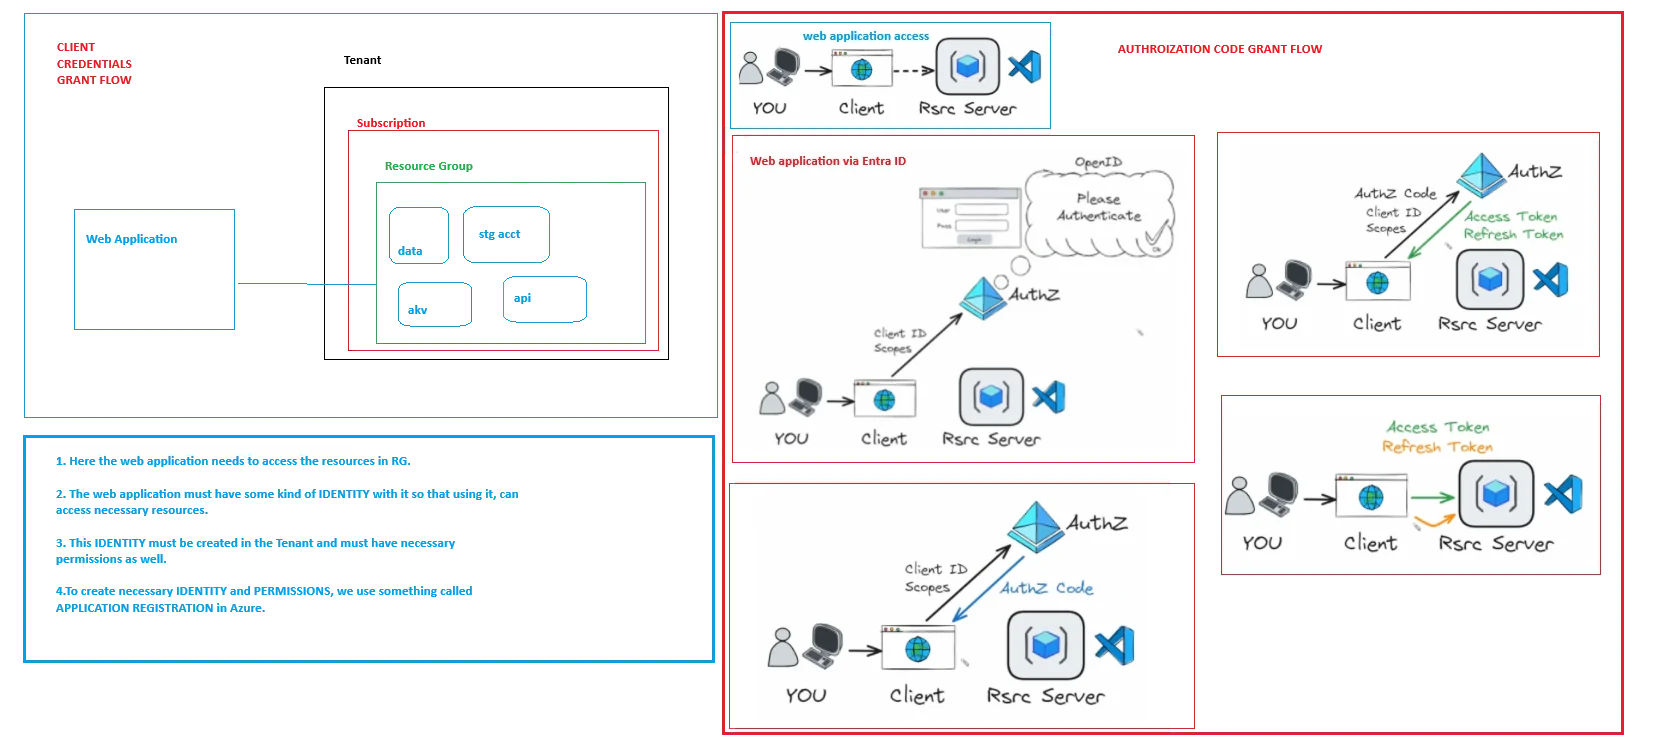 CLIENT
CREDENTIALS
GRANT FLOW
Tenant
Subscription
Resource Group
data
stg acct
akv
api
Web Application
1. Here the web application needs to access the resources in RG.
2. The web application must have some kind of IDENTITY with it so that using it, can
access necessary resources.
3. This IDENTITY must be created in the Tenant and must have necessary
permissions as well.
4.To create necessary IDENTITY and PERMISSIONS, we use something called
APPLICATION REGISTRATION in Azure.
AUTHROIZATION CODE GRANT FLOW
web application access
YOU
Client
Rsrc Server
Web application via Entra ID
OpenID
Please
Authenticate
Ok
User
Pass
Login
AuthZ
Client ID
Scopes
YOU
Client
Rsrc Server
AuthZ
Client ID
Scopes
AuthZ Code
YOU
Client
Rsrc Server
AuthZ
AuthZ Code
Client ID
Scopes
Access Token
Refresh Token
YOU
Client
Rsrc Server
Access Token
Refresh Token
YOU
Client
Rsrc Server